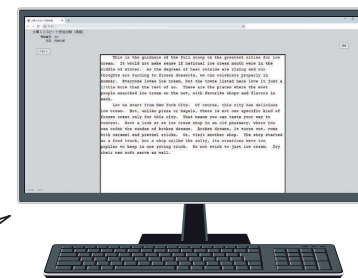 This is the guidance of the full scoop on the greatest cities for ice
cream. It would not make sense if national ice cream month were in the
middle of winter. As the degrees of heat outside are rising and our
thoughts are turning to frozen desserts, we can celebrate properly in
summer. Everyone loves ice cream, but the towns listed here love it just a
little more than the rest of us. These are the places where the most
people searched ice cream on the net, with favorite shops and flavors in
each.
Let us start from New York City. Of course, this city has delicious
ice cream. But, unlike pizza or bagels, there is not one specific kind of
frozen treat only for this city. That means you can taste your way to
content. Have a look at an ice cream shop in an old pharmacy, where you
can order the sundae of broken dreams. Broken dreams, it turns out, come
with caramel and pretzel sticks. Or, visit another shop. The shop started
as a food truck, but a shop unlike the salty, its creations were too
popular to keep in one roving truck. Do not stick to just ice cream. Try
their new soft serve as well.